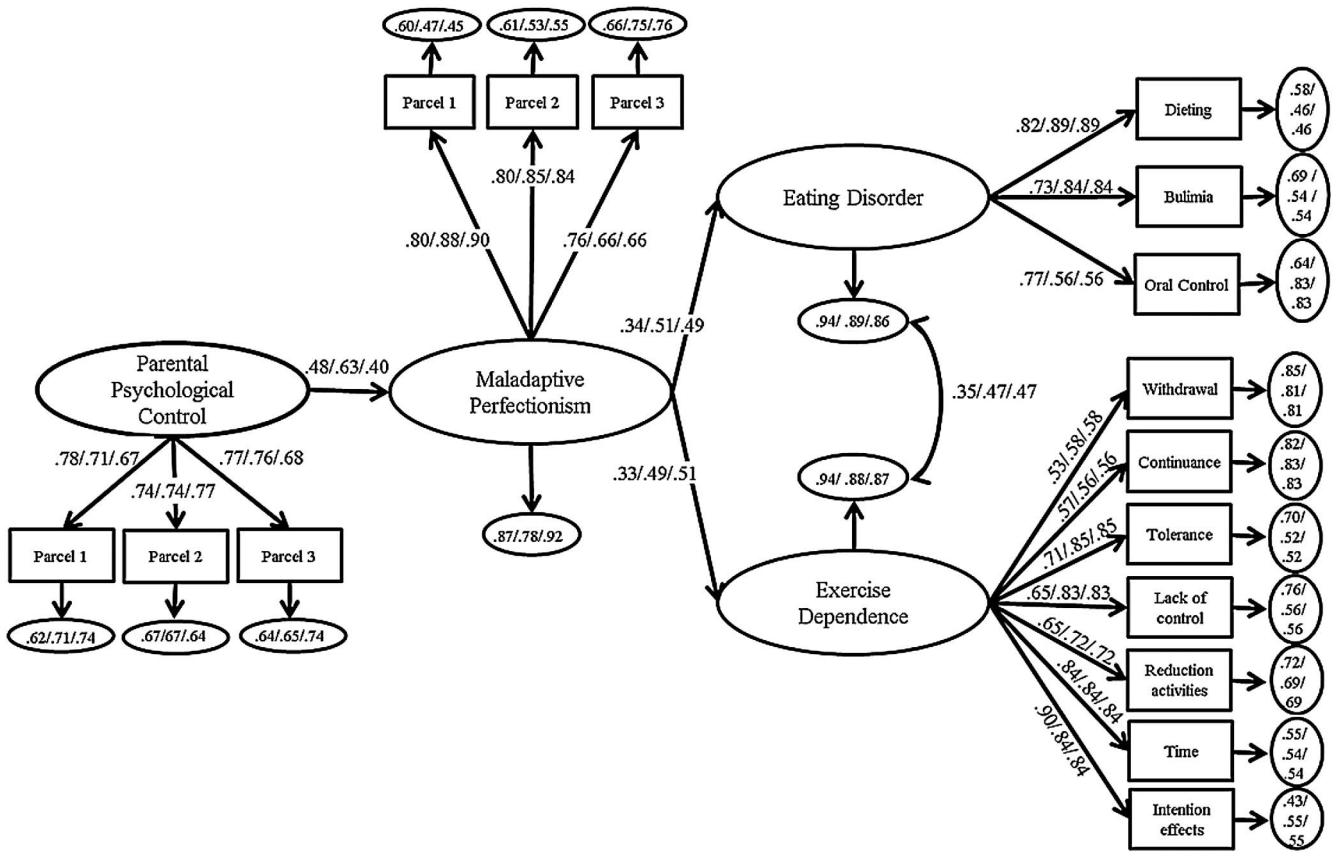 .60/.47/.45
.61/.53/.55
.66/.75/.76
Parcel 1
Parcel 2
Parcel 3
.80/.88/.90
.80/.85/.84
.76/.66/.66
Parental
Psychological
Control
.48/.63/.40
Maladaptive
Perfectionism
.78/.71/.67
.74/.74/.77
.77/.76/.68
Parcel 1
Parcel 2
Parcel 3
.62/.71/.74
.67/67/.64
.64/.65/.74
.87/.78/.92
.34/.51/.49
.33/.49/.51
Eating Disorder
.94/ .89/.86
.35/.47/.47
.94/ .88/.87
Exercise
Dependence
.82/.89/.89
.73/.84/.84
.77/.56/.56
Dieting
.58/
.46/
.46
Bulimia
.69 /
.54 /
.54
Oral Control
.64/
.83/
.83
.53/.58/.58
.57/.56/.56
.71/.85/.85
.65/.83/.83
.65/.72/.72
.84/.84/.84
.90/.84/.84
Withdrawal
.85/
.81/
.81
Continuance
.82/
.83/
.83
Tolerance
.70/
.52/
.52
Lack of
control
.76/
.56/
.56
Reduction
activities
.72/
.69/
.69
Time
.55/
.54/
.54
Intention
effects
.43/
.55/
.55